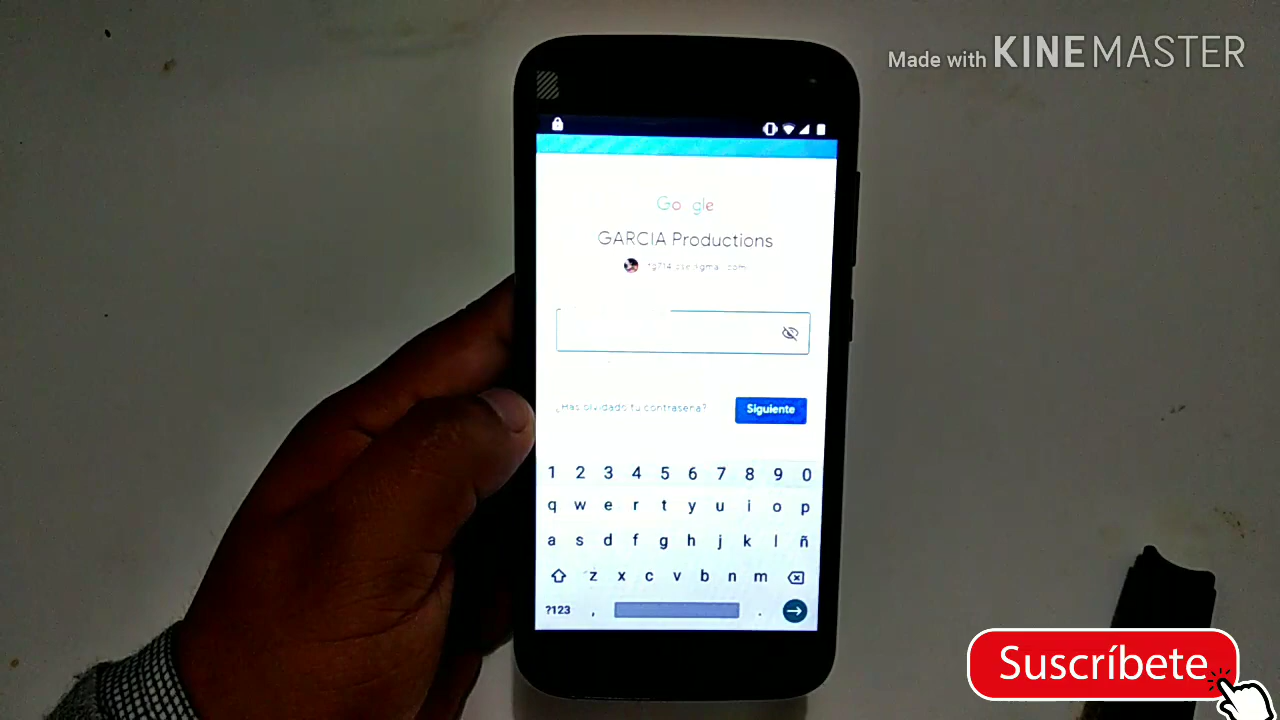 Made with KINEMASTER
Google
GARCIA Productions
¿Has olvidado tu contraseña?
Siguiente
1 2 3 4 5 6 7 8 9 0
q w e r t y u i o p
a s d f g h j k l ñ
z x c v b n m
?123 , .
Suscríbete